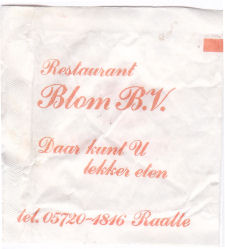 Restaurant
Blom B.V.
Daar kunt U
lekker eten
tel. 05720-1816 Raalte